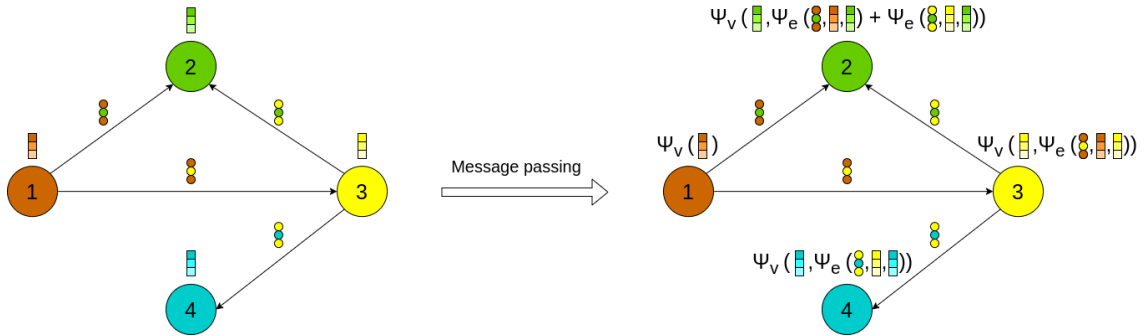 Ψv ( ,Ψe ( , , ) + Ψe ( , , ))
2
2
Ψv ( )
Ψv ( ,Ψe ( , , ))
Message passing
1
3
1
3
Ψv ( ,Ψe ( , , ))
4
4